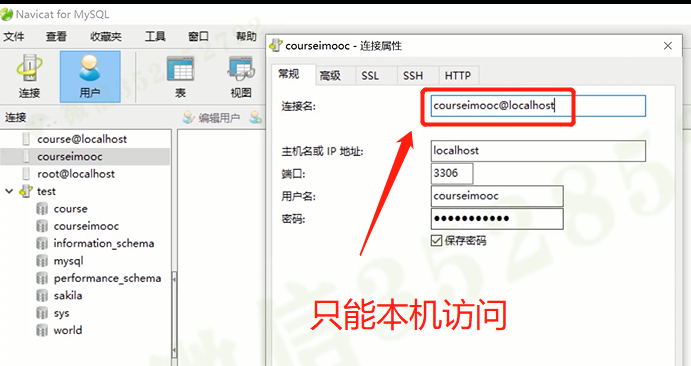 Navicat for MySQL
文件 查看 收藏夹 工具 窗口 帮助
连接 用户 表 视图
连接
编辑用户
course@localhost
courseimooc
root@localhost
test
course
courseimooc
information_schema
mysql
performance_schema
sakila
sys
world
courseimooc - 连接属性
常规 高级 SSL SSH HTTP
连接名: courseimooc@localhost
主机名或 IP 地址: localhost
端口: 3306
用户名: courseimooc
密码: ●●●●●●●●●●●
保存密码
只能本机访问